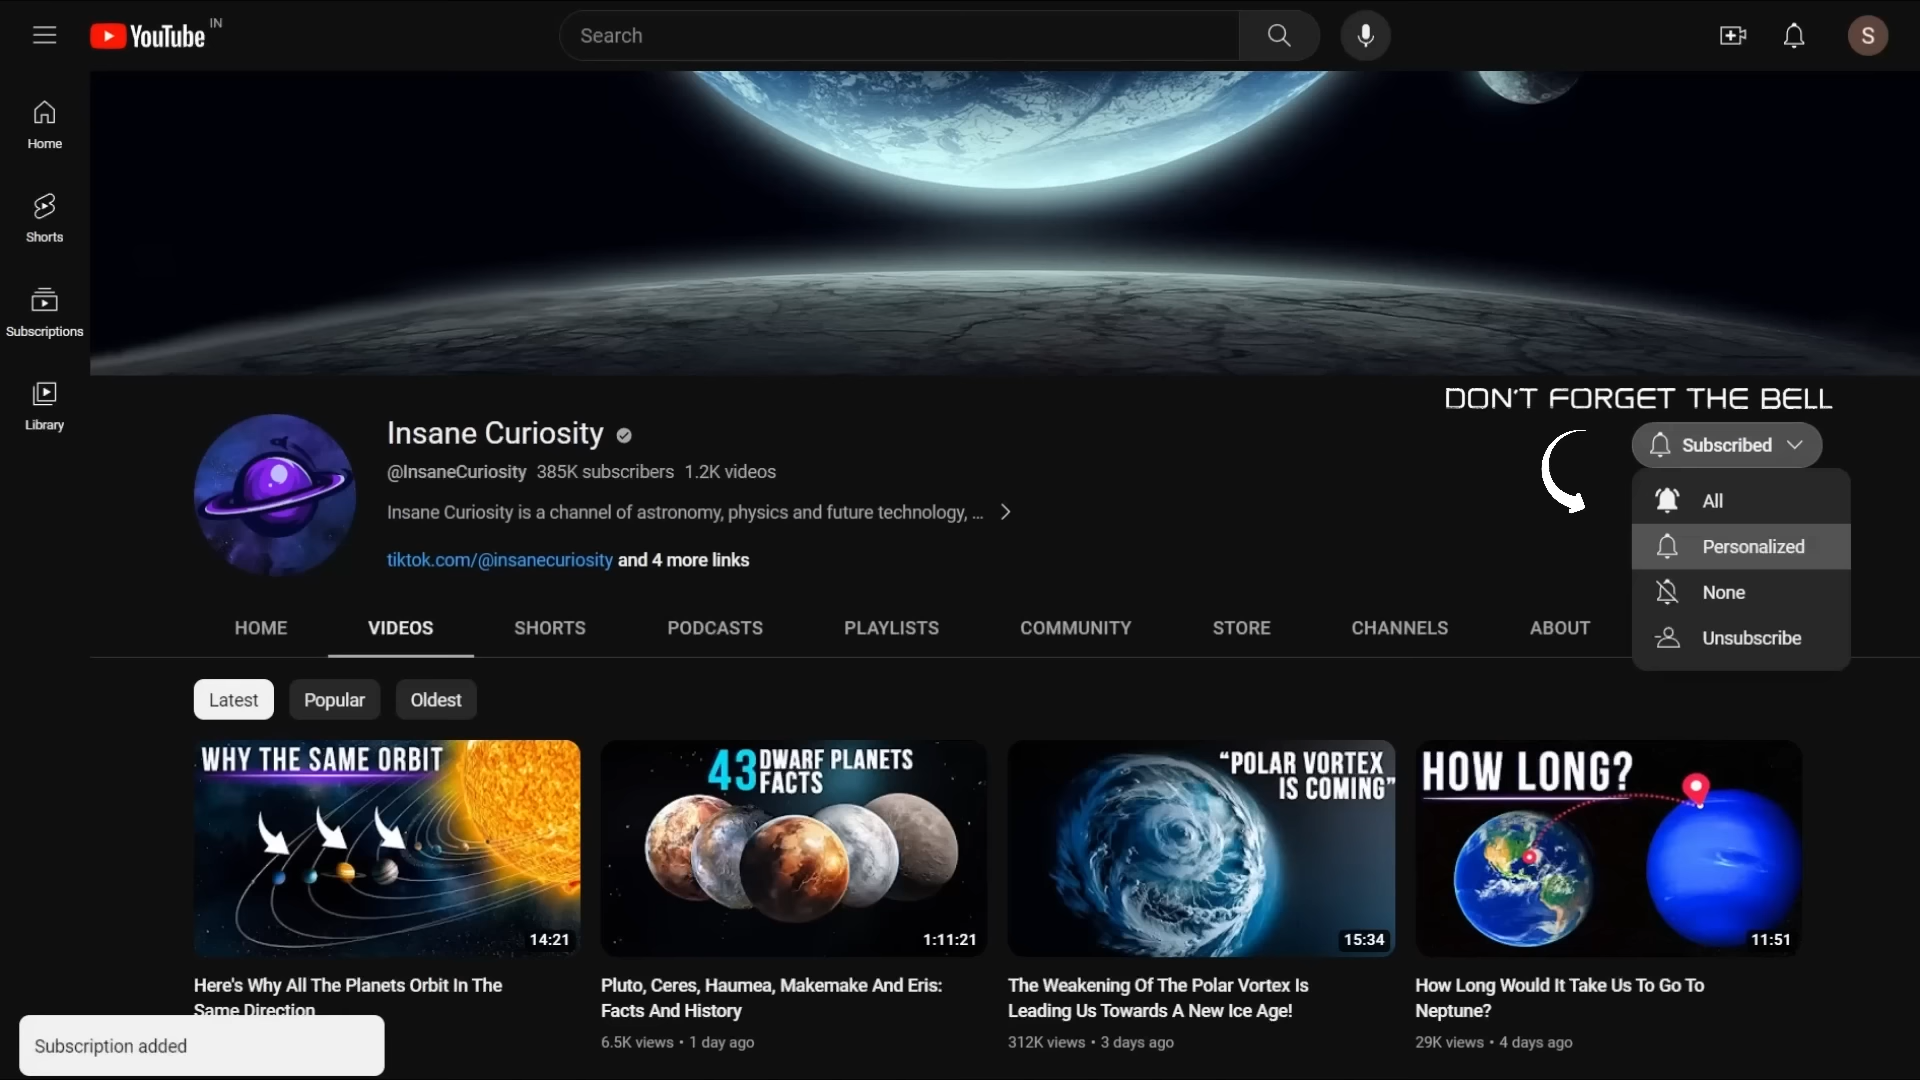 YouTube IN
Search
S
Home
Shorts
Subscriptions
Library
DON'T FORGET THE BELL
Insane Curiosity
@InsaneCuriosity 385K subscribers 1.2K videos
Insane Curiosity is a channel of astronomy, physics and future technology, ...
tiktok.com/@insanecuriosity and 4 more links
Subscribed
All
Personalized
None
Unsubscribe
HOME VIDEOS SHORTS PODCASTS PLAYLISTS COMMUNITY STORE CHANNELS ABOUT
Latest Popular Oldest
WHY THE SAME ORBIT
14:21
43 DWARF PLANETS
FACTS
1:11:21
“POLAR VORTEX
IS COMING”
15:34
HOW LONG?
11:51
Here's Why All The Planets Orbit In The
Same Direction
Pluto, Ceres, Haumea, Makemake And Eris:
Facts And History
6.5K views • 1 day ago
The Weakening Of The Polar Vortex Is
Leading Us Towards A New Ice Age!
312K views • 3 days ago
How Long Would It Take Us To Go To
Neptune?
29K views • 4 days ago
Subscription added